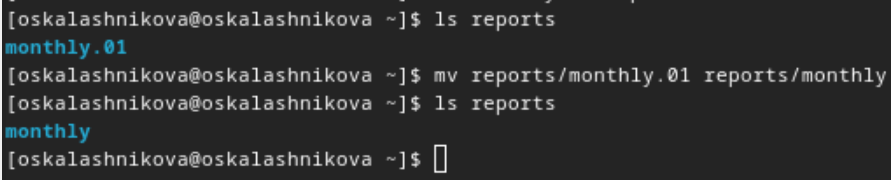 [oskalashnikova@oskalashnikova ~]$ ls reports
monthly.01
[oskalashnikova@oskalashnikova ~]$ mv reports/monthly.01 reports/monthly
[oskalashnikova@oskalashnikova ~]$ ls reports
monthly
[oskalashnikova@oskalashnikova ~]$